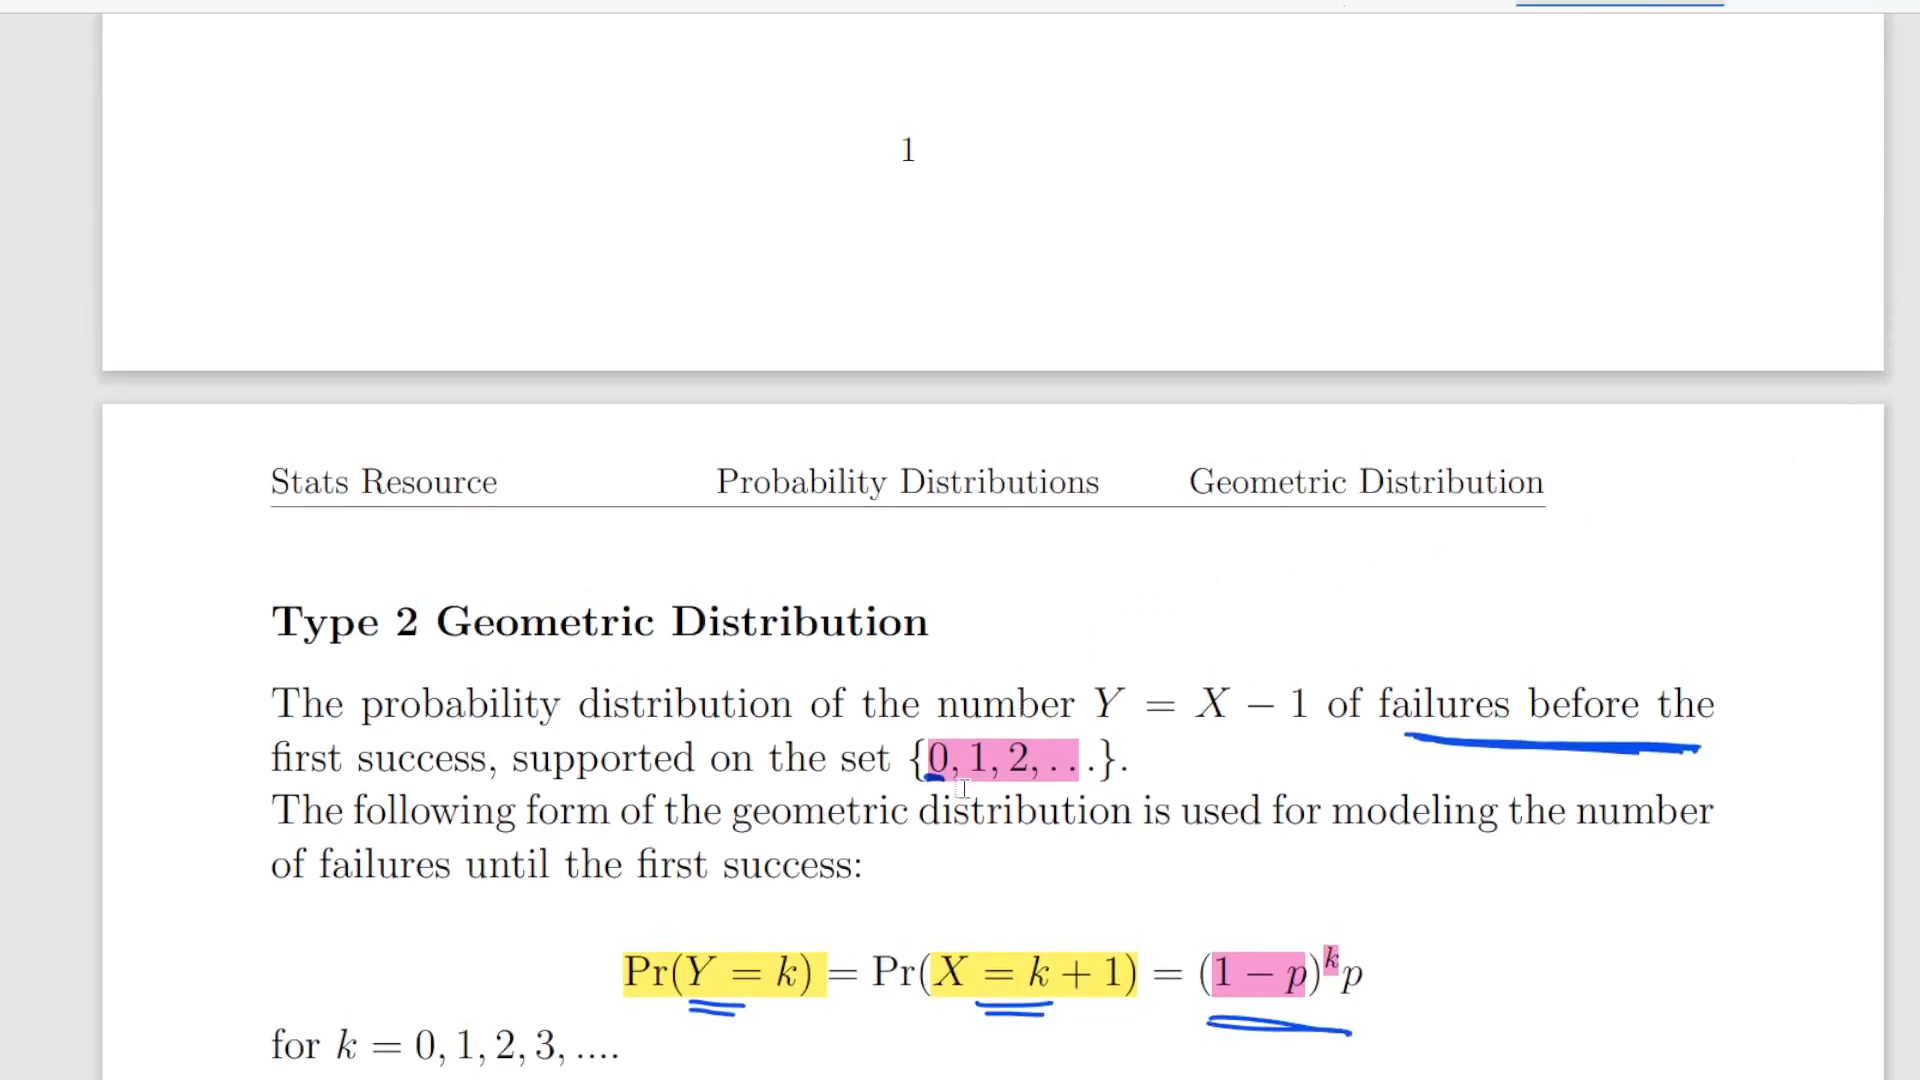 1
Stats Resource Probability Distributions Geometric Distribution
Type 2 Geometric Distribution
The probability distribution of the number Y = X − 1 of failures before the
first success, supported on the set {0, 1, 2, . . .}.
The following form of the geometric distribution is used for modeling the number
of failures until the first success:
Pr(Y = k) = Pr(X = k + 1) = (1 − p)^k p
for k = 0, 1, 2, 3, ....